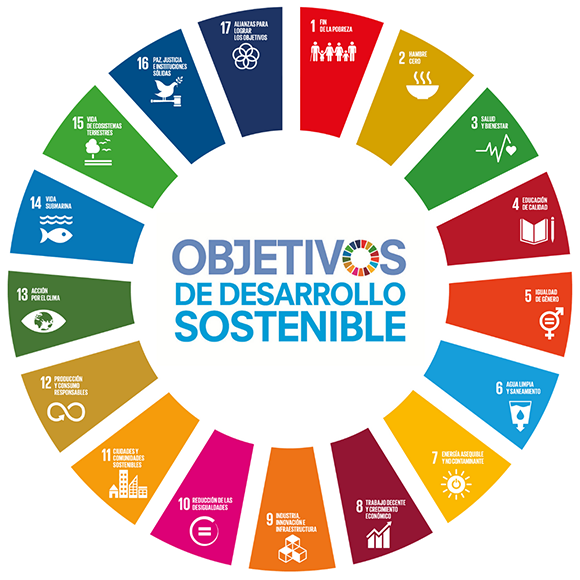 OBJETIVOS
DE DESARROLLO
SOSTENIBLE
1 FIN
DE LA POBREZA
2 HAMBRE
CERO
3 SALUD
Y BIENESTAR
4 EDUCACIÓN
DE CALIDAD
5 IGUALDAD
DE GÉNERO
6 AGUA LIMPIA
Y SANEAMIENTO
7 ENERGÍA ASEQUIBLE
Y NO CONTAMINANTE
8 TRABAJO DECENTE
Y CRECIMIENTO
ECONÓMICO
9 INDUSTRIA,
INNOVACIÓN E
INFRAESTRUCTURA
10 REDUCCIÓN DE LAS
DESIGUALDADES
11 CIUDADES Y
COMUNIDADES
SOSTENIBLES
12 PRODUCCIÓN
Y CONSUMO
RESPONSABLES
13 ACCIÓN
POR EL CLIMA
14 VIDA
SUBMARINA
15 VIDA
DE ECOSISTEMAS
TERRESTRES
16 PAZ, JUSTICIA
E INSTITUCIONES
SÓLIDAS
17 ALIANZAS PARA
LOGRAR
LOS OBJETIVOS